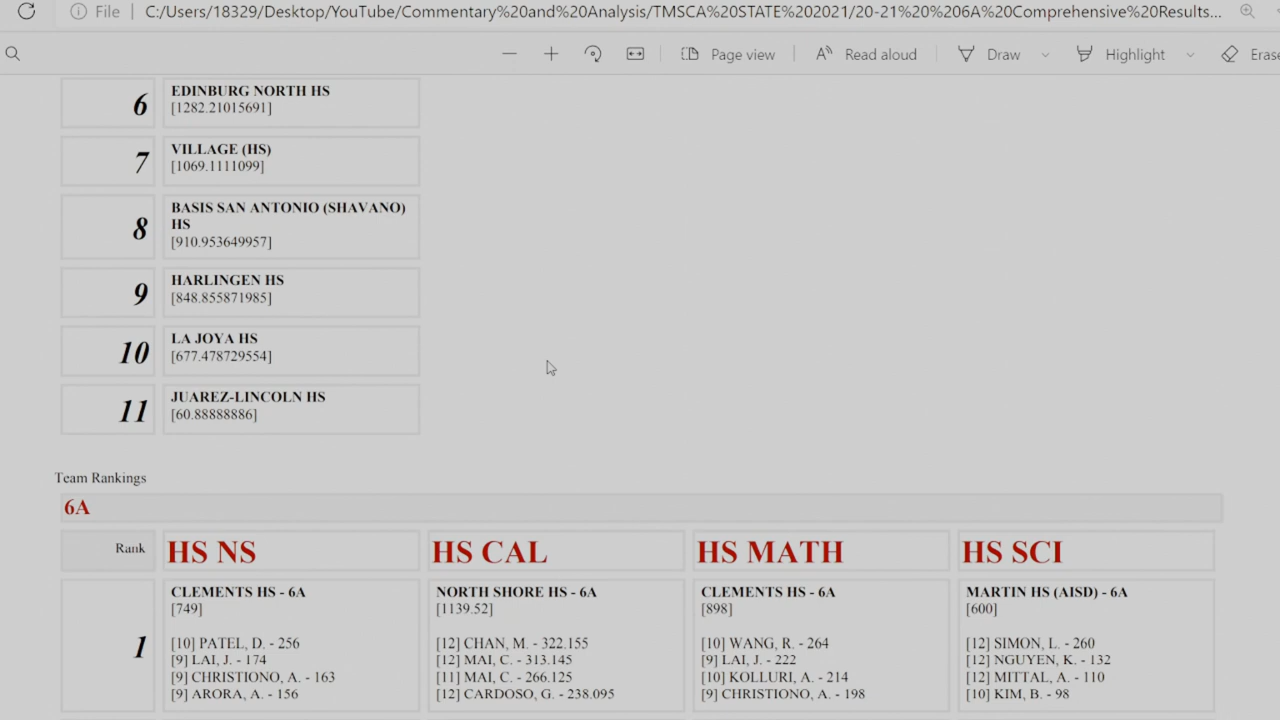 File C:/Users/18329/Desktop/YouTube/Commentary%20and%20Analysis/TMSCA%20STATE%202021/20-21%20%206A%20Comprehensive%20Results...
Page view Read aloud Draw Highlight Erase
6 EDINBURG NORTH HS
[1282.21015691]
7 VILLAGE (HS)
[1069.1111099]
8 BASIS SAN ANTONIO (SHAVANO)
HS
[910.953649957]
9 HARLINGEN HS
[848.855871985]
10 LA JOYA HS
[677.478729554]
11 JUAREZ-LINCOLN HS
[60.88888886]
Team Rankings
6A
Rank HS NS HS CAL HS MATH HS SCI
1
CLEMENTS HS - 6A
[749]
[10] PATEL, D. - 256
[9] LAI, J. - 174
[9] CHRISTIONO, A. - 163
[9] ARORA, A. - 156
NORTH SHORE HS - 6A
[1139.52]
[12] CHAN, M. - 322.155
[12] MAI, C. - 313.145
[11] MAI, C. - 266.125
[12] CARDOSO, G. - 238.095
CLEMENTS HS - 6A
[898]
[10] WANG, R. - 264
[9] LAI, J. - 222
[10] KOLLURI, A. - 214
[9] CHRISTIONO, A. - 198
MARTIN HS (AISD) - 6A
[600]
[12] SIMON, L. - 260
[12] NGUYEN, K. - 132
[12] MITTAL, A. - 110
[10] KIM, B. - 98